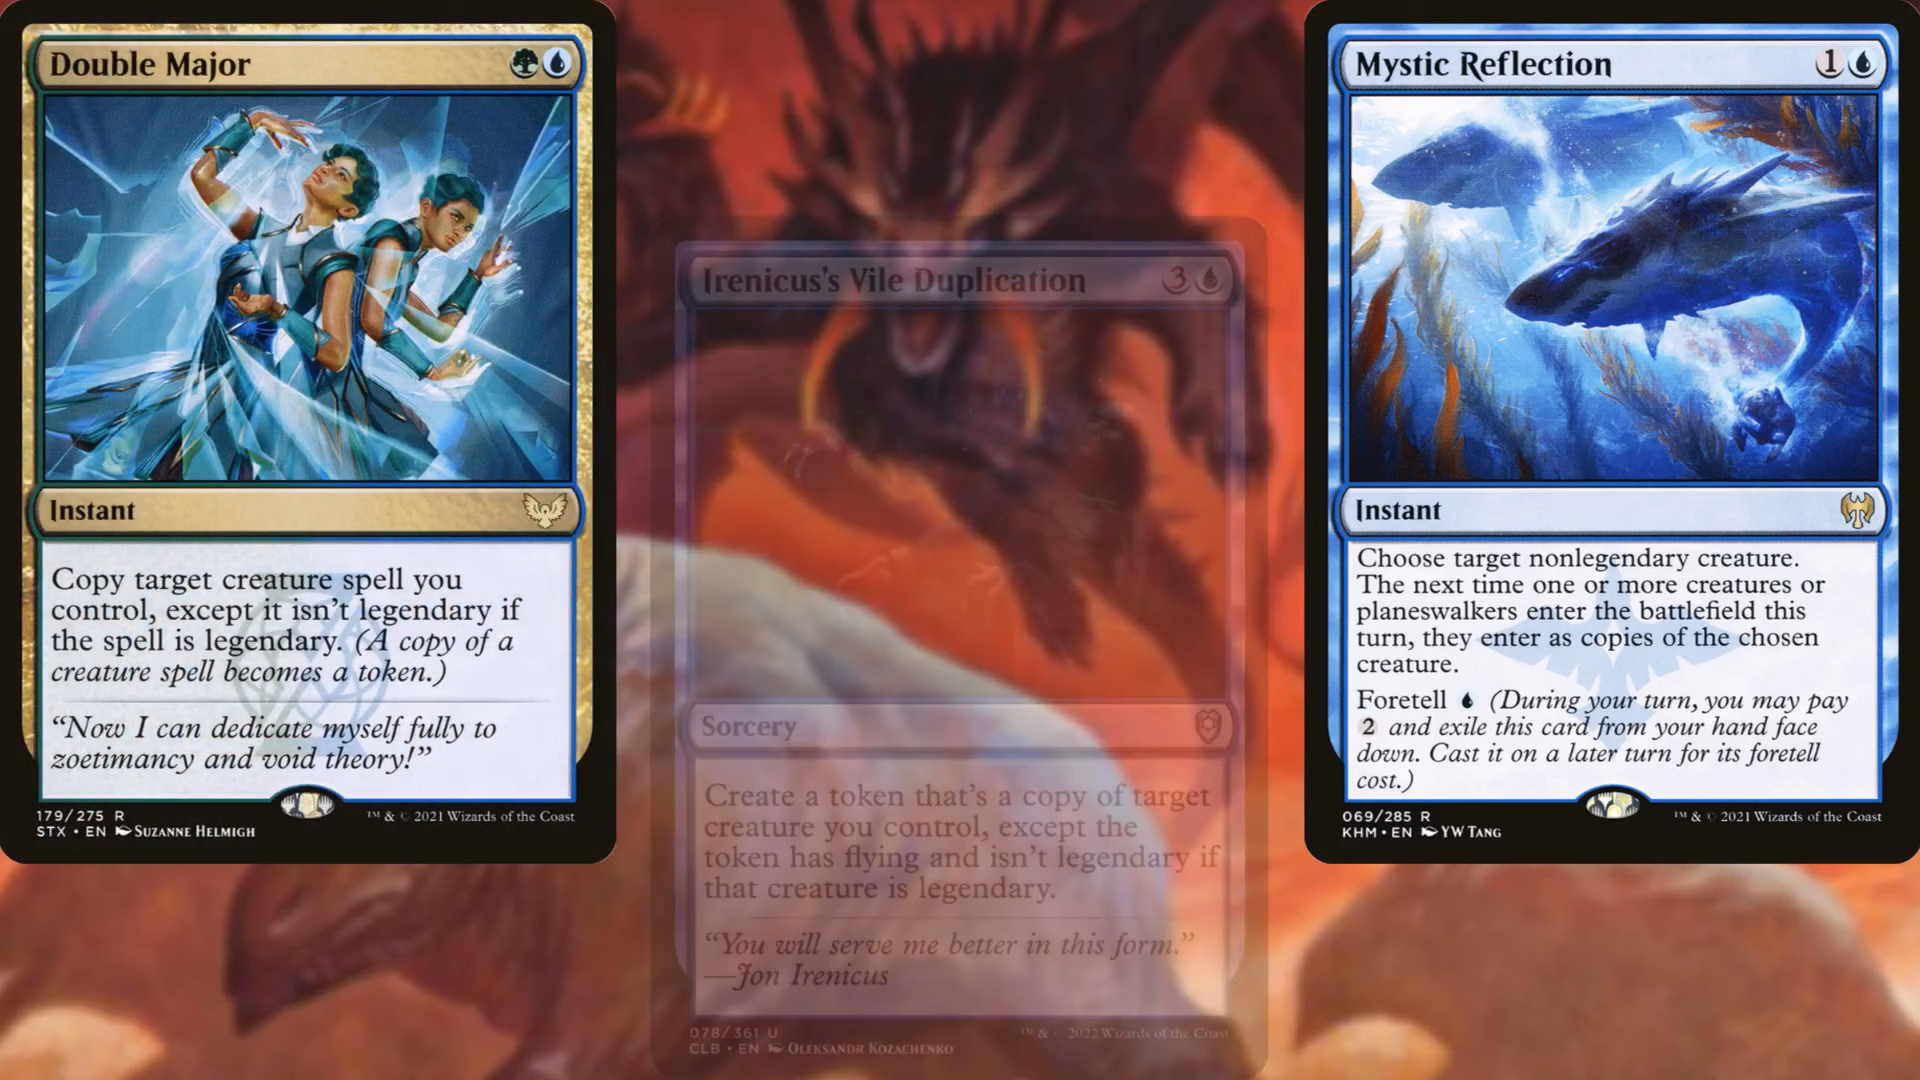 Double Major
Instant
Copy target creature spell you
control, except it isn't legendary if
the spell is legendary. (A copy of a
creature spell becomes a token.)
“Now I can dedicate myself fully to
zoetimancy and void theory!”
179/275 R
STX • EN Suzanne Helmigh
™ & © 2021 Wizards of the Coast
Irenicus's Vile Duplication 3
Sorcery
Create a token that's a copy of target
creature you control, except the
token has flying and isn't legendary if
that creature is legendary.
“You will serve me better in this form.”
—Jon Irenicus
078/361 U
CLB • EN Oleksandr Kozachenko
™ & © 2022 Wizards of the Coast
Mystic Reflection 1
Instant
Choose target nonlegendary creature.
The next time one or more creatures or
planeswalkers enter the battlefield this
turn, they enter as copies of the chosen
creature.
Foretell (During your turn, you may pay
2 and exile this card from your hand face
down. Cast it on a later turn for its foretell
cost.)
069/285 R
KHM • EN YW Tang
™ & © 2021 Wizards of the Coast